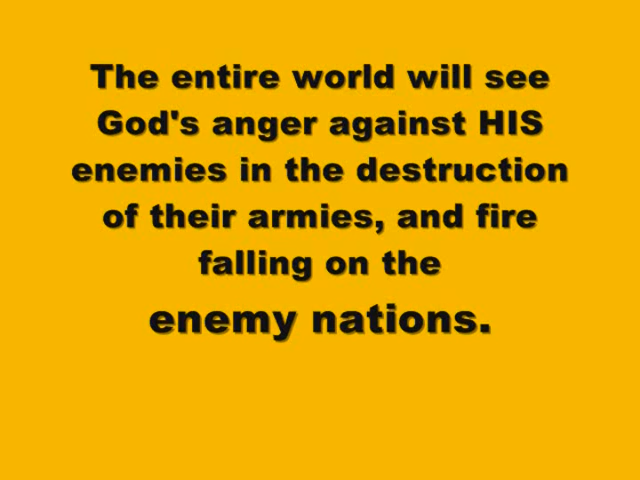 The entire world will see
God's anger against HIS
enemies in the destruction
of their armies, and fire
falling on the
enemy nations.